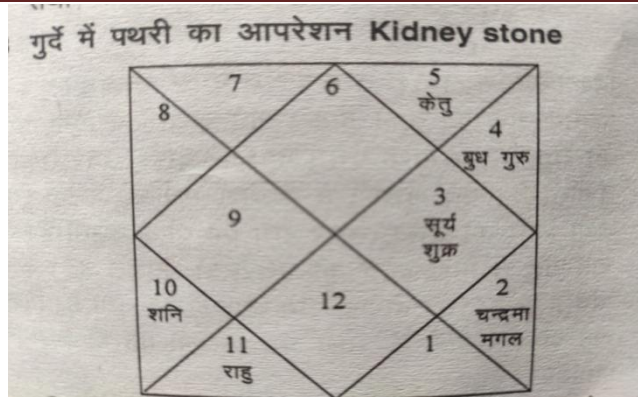 गुर्दे में पथरी का आपरेशन Kidney stone
7
6
5
केतु
8
4
बुध गुरु
9
3
सूर्य
शुक्र
10
शनि
12
2
चन्द्रमा
मगल
11
राहु
1